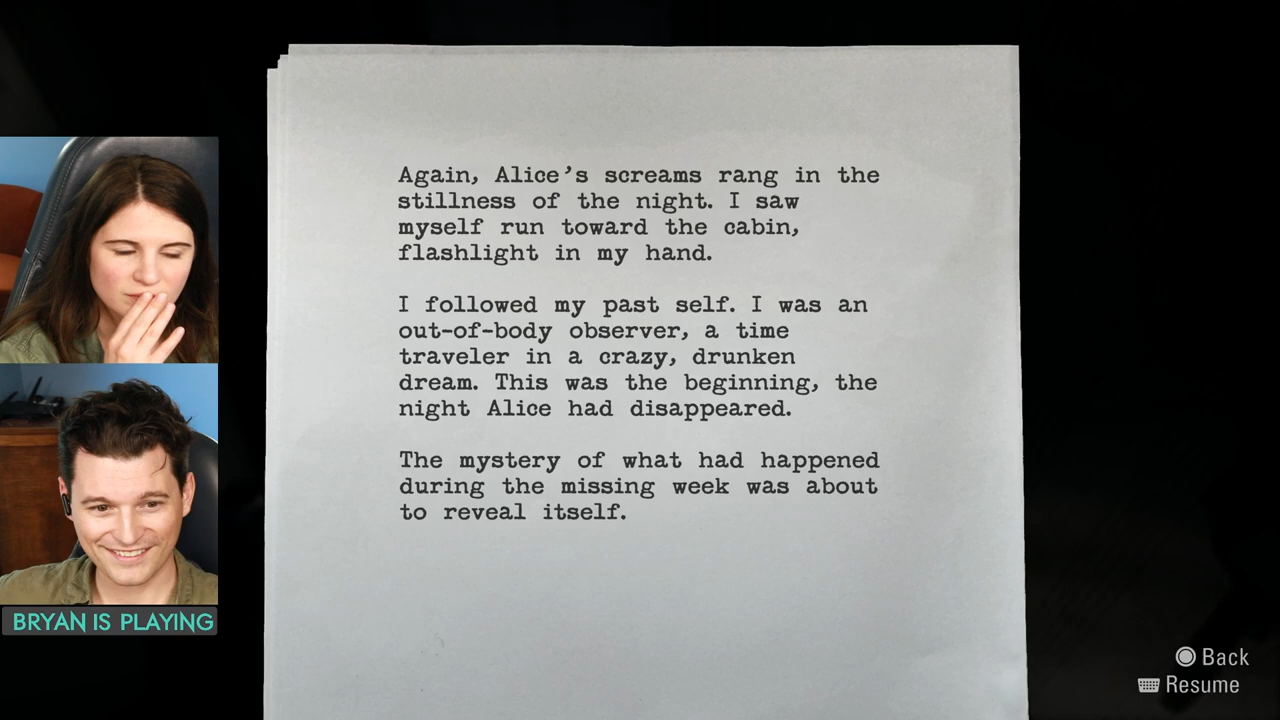 Again, Alice's screams rang in the
stillness of the night. I saw
myself run toward the cabin,
flashlight in my hand.
I followed my past self. I was an
out-of-body observer, a time
traveler in a crazy, drunken
dream. This was the beginning, the
night Alice had disappeared.
The mystery of what had happened
during the missing week was about
to reveal itself.
BRYAN IS PLAYING
Back
Resume